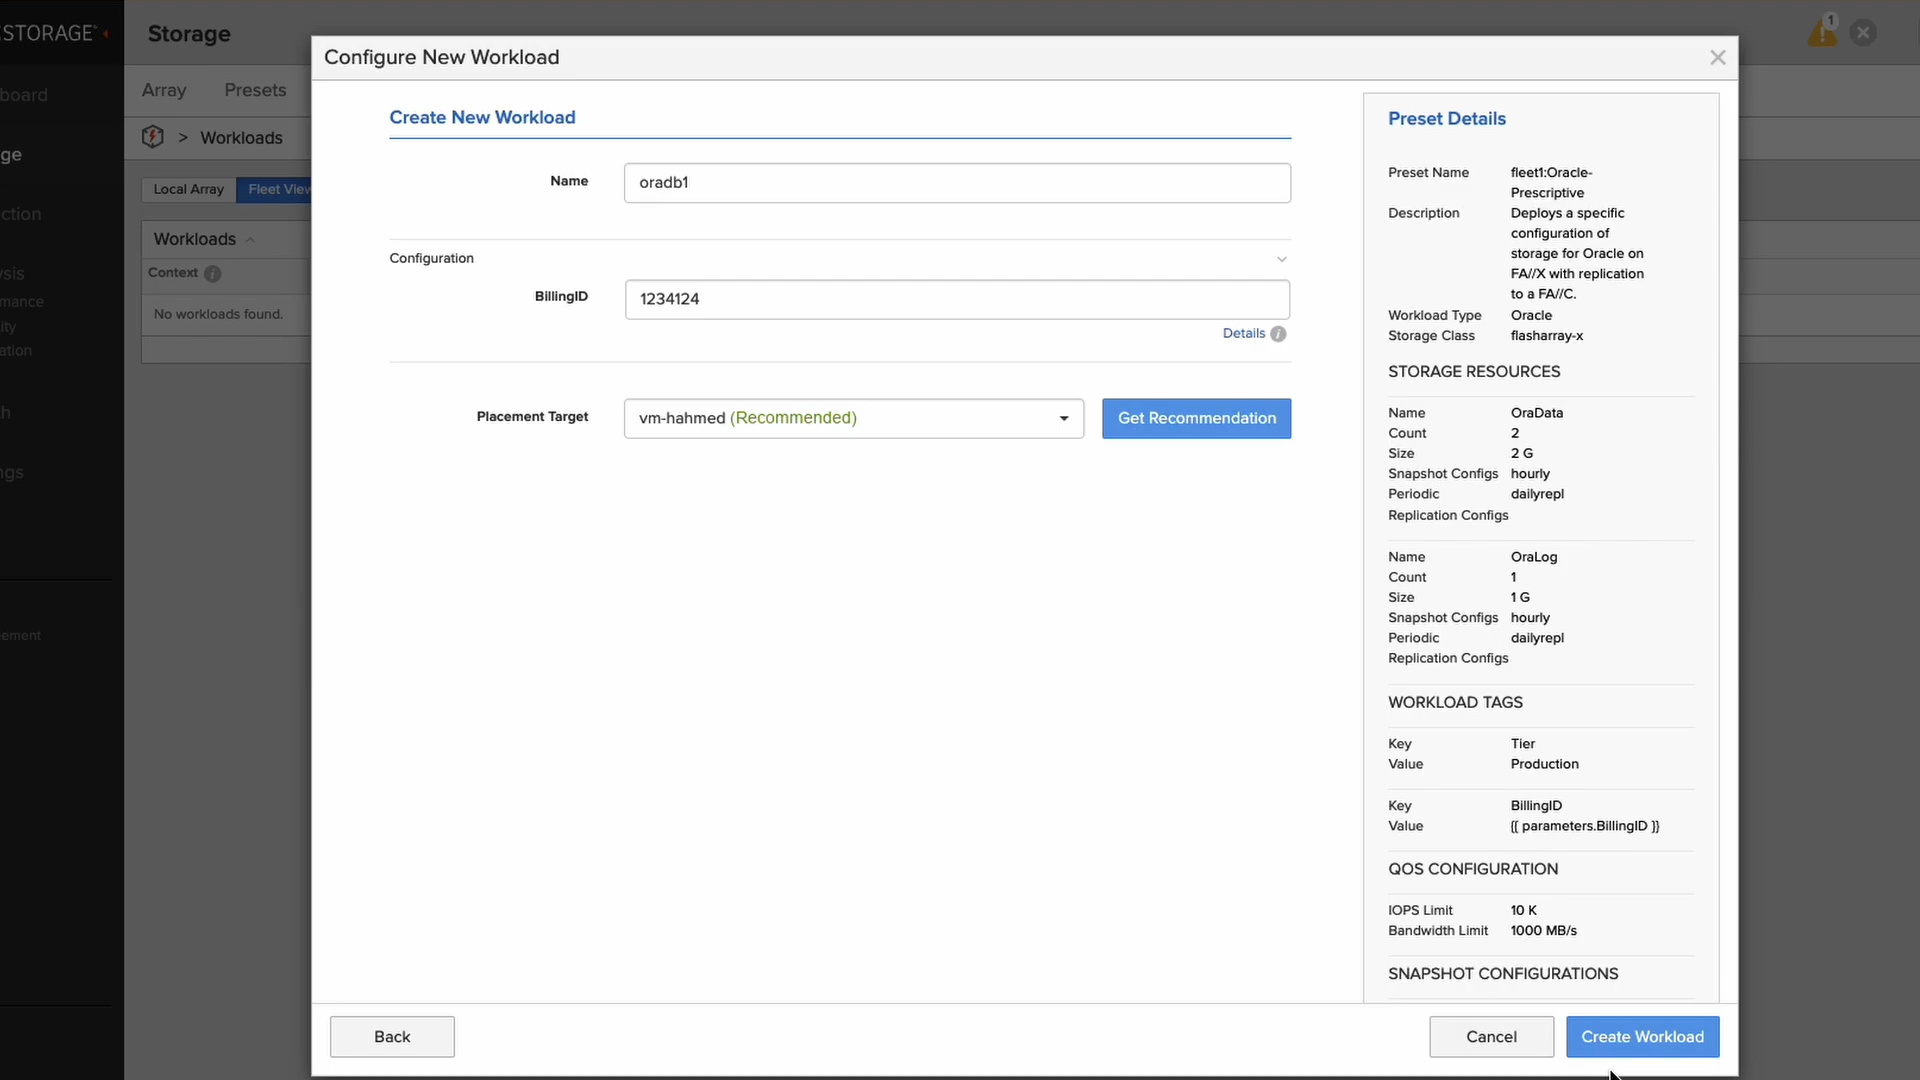 STORAGE
Storage
1
board
Array Presets
> Workloads
ge
Local Array Fleet View
ction
Workloads
Context i
ysis
mance
No workloads found.
ity
ation
h
ngs
ement
Configure New Workload
Create New Workload
Name oradb1
Configuration
BillingID 1234124
Details i
Placement Target vm-hahmed (Recommended) Get Recommendation
Preset Details
Preset Name fleet1:Oracle-
Prescriptive
Description Deploys a specific
configuration of
storage for Oracle on
FA//X with replication
to a FA//C.
Workload Type Oracle
Storage Class flasharray-x
STORAGE RESOURCES
Name OraData
Count 2
Size 2 G
Snapshot Configs hourly
Periodic dailyrepl
Replication Configs
Name OraLog
Count 1
Size 1 G
Snapshot Configs hourly
Periodic dailyrepl
Replication Configs
WORKLOAD TAGS
Key Tier
Value Production
Key BillingID
Value {{ parameters.BillingID }}
QOS CONFIGURATION
IOPS Limit 10 K
Bandwidth Limit 1000 MB/s
SNAPSHOT CONFIGURATIONS
Back Cancel Create Workload